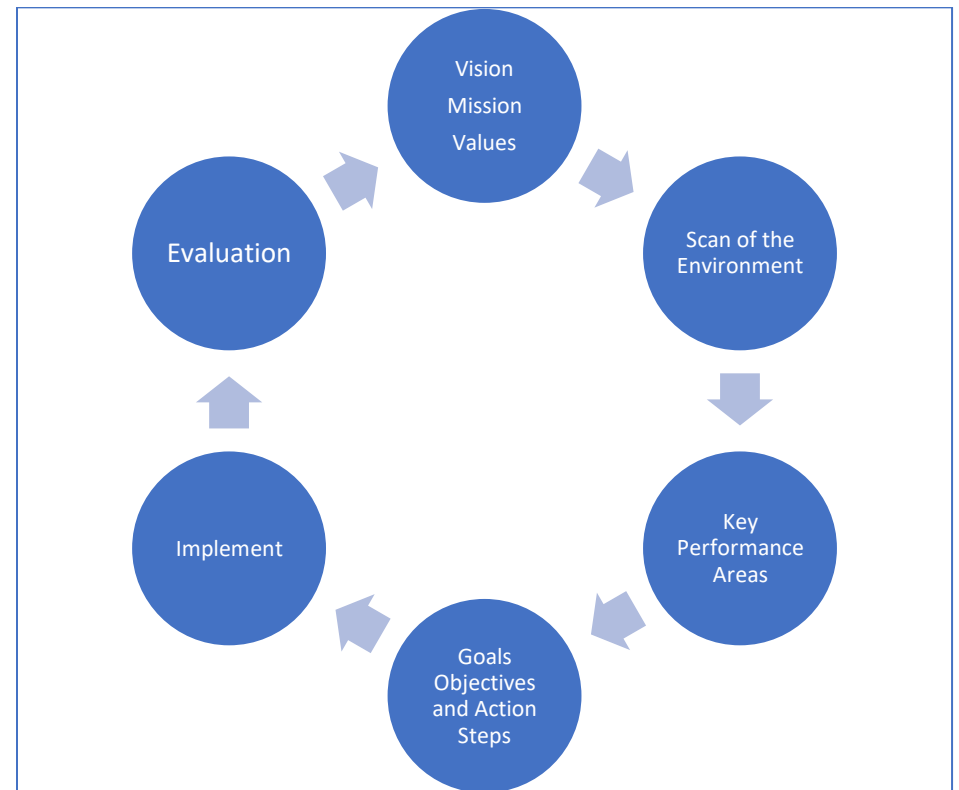 Vision
Mission
Values
Scan of the
Environment
Key
Performance
Areas
Goals
Objectives
and Action
Steps
Implement
Evaluation